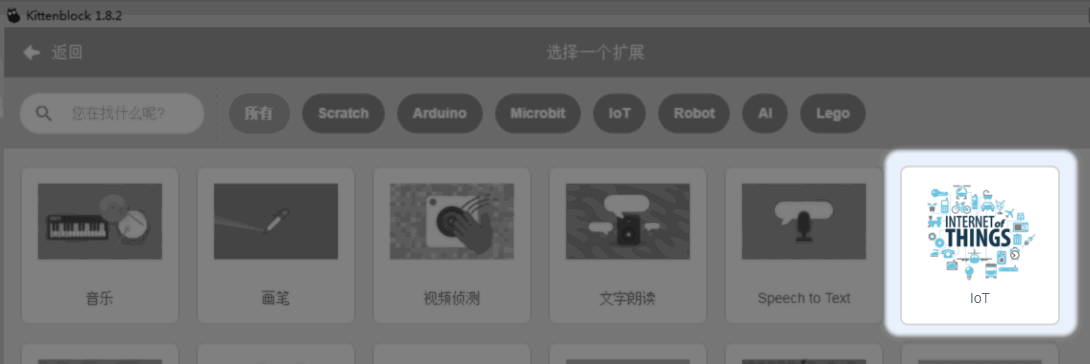 Kittenblock 1.8.2
返回
选择一个扩展
您在找什么呢?
所有
Scratch
Arduino
Microbit
IoT
Robot
AI
Lego
INTERNET of
THINGS
音乐
画笔
视频侦测
文字朗读
Speech to Text
IoT